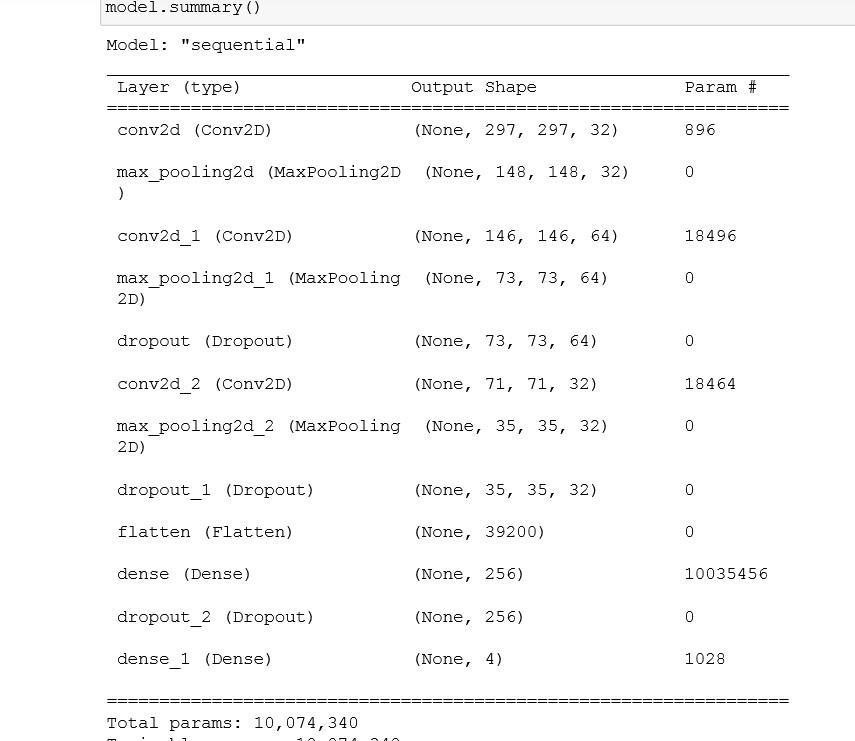 model.summary()
Model: "sequential"
Layer (type) Output Shape Param #
=================================================================
conv2d (Conv2D) (None, 297, 297, 32) 896
max_pooling2d (MaxPooling2D (None, 148, 148, 32) 0
)
conv2d_1 (Conv2D) (None, 146, 146, 64) 18496
max_pooling2d_1 (MaxPooling (None, 73, 73, 64) 0
2D)
dropout (Dropout) (None, 73, 73, 64) 0
conv2d_2 (Conv2D) (None, 71, 71, 32) 18464
max_pooling2d_2 (MaxPooling (None, 35, 35, 32) 0
2D)
dropout_1 (Dropout) (None, 35, 35, 32) 0
flatten (Flatten) (None, 39200) 0
dense (Dense) (None, 256) 10035456
dropout_2 (Dropout) (None, 256) 0
dense_1 (Dense) (None, 4) 1028
=================================================================
Total params: 10,074,340